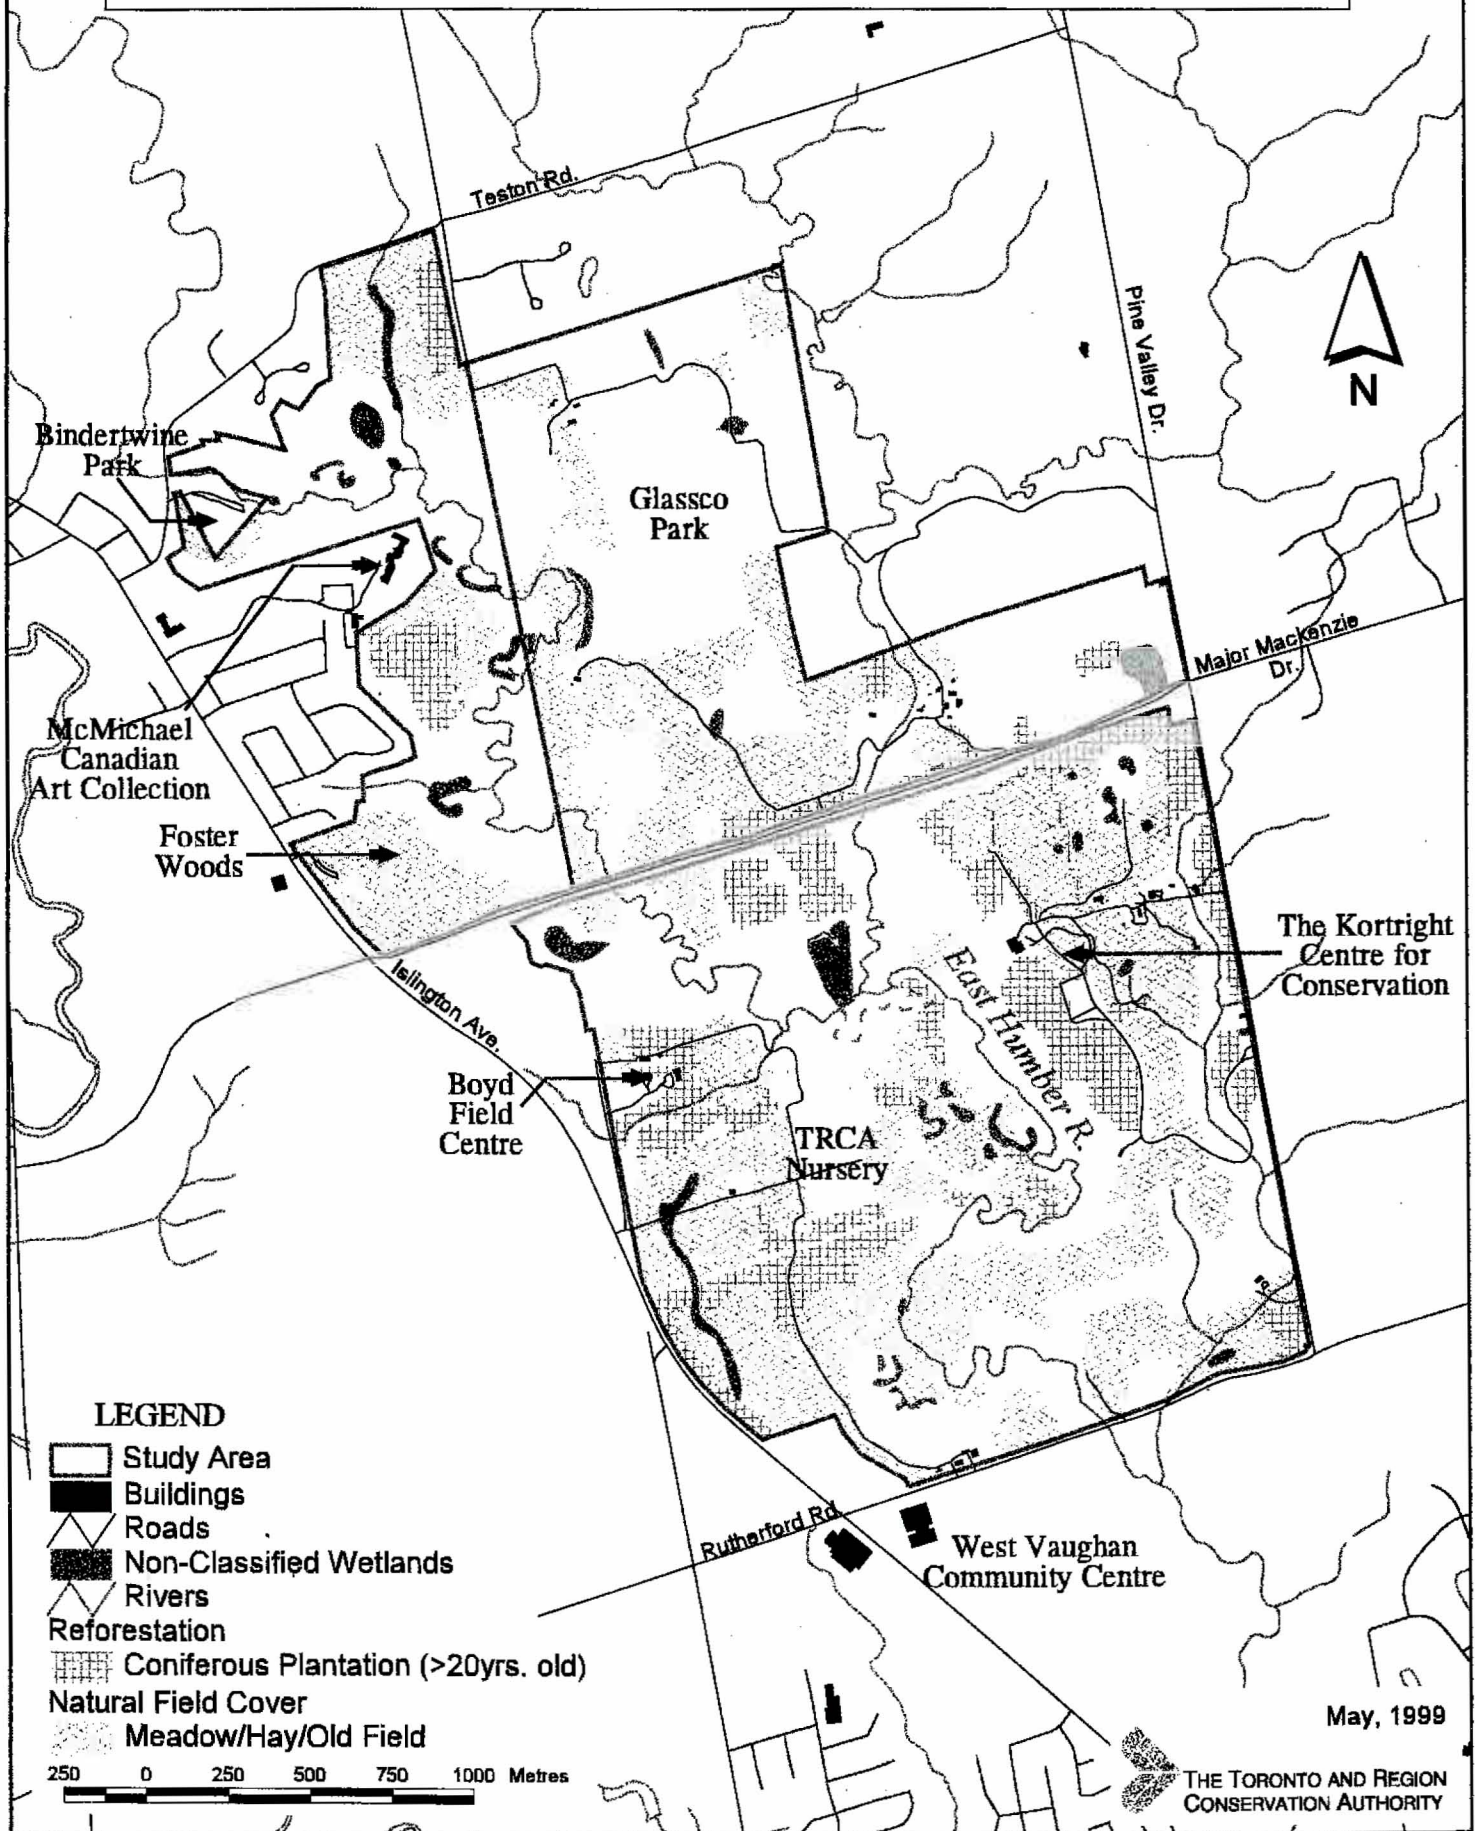 Teston Rd.
Pine Valley Dr.
N
Bindertwine
Park
Glassco
Park
Major Mackenzie
Dr.
McMichael
Canadian
Art Collection
Foster
Woods
The Kortright
Centre for
Conservation
East Humber R.
Islington Ave.
Boyd
Field
Centre
TRCA
Nursery
Rutherford Rd.
West Vaughan
Community Centre
LEGEND
Study Area
Buildings
Roads
Non-Classified Wetlands
Rivers
Reforestation
Coniferous Plantation (>20yrs. old)
Natural Field Cover
Meadow/Hay/Old Field
250 0 250 500 750 1000 Metres
May, 1999
THE TORONTO AND REGION
CONSERVATION AUTHORITY